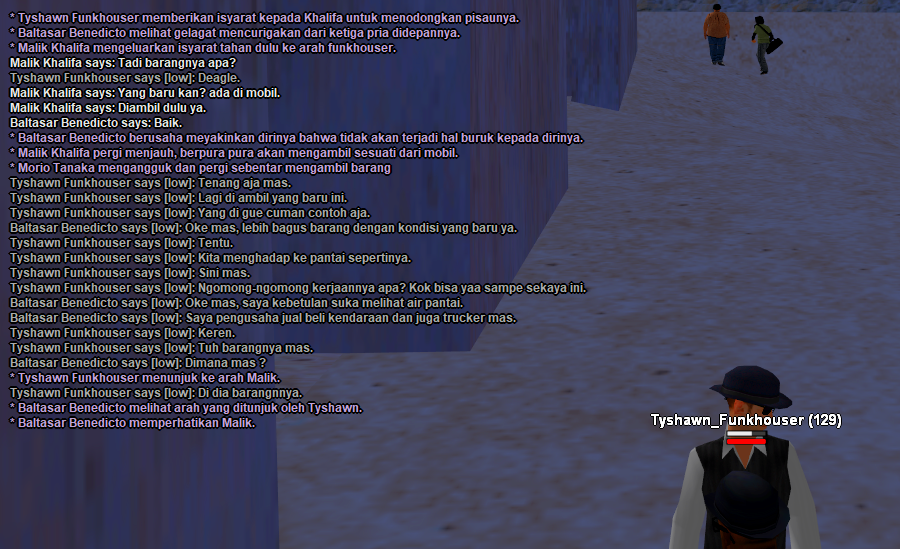 * Tyshawn Funkhouser memberikan isyarat kepada Khalifa untuk menodongkan pisaunya.
* Baltasar Benedicto melihat gelagat mencurigakan dari ketiga pria didepannya.
* Malik Khalifa mengeluarkan isyarat tahan dulu ke arah funkhouser.
Malik Khalifa says: Tadi barangnya apa?
Tyshawn Funkhouser says [low]: Deagle.
Malik Khalifa says: Yang baru kan? ada di mobil.
Malik Khalifa says: Diambil dulu ya.
Baltasar Benedicto says: Baik.
* Baltasar Benedicto berusaha meyakinkan dirinya bahwa tidak akan terjadi hal buruk kepada dirinya.
* Malik Khalifa pergi menjauh, berpura pura akan mengambil sesuati dari mobil.
* Morio Tanaka mengangguk dan pergi sebentar mengambil barang
Tyshawn Funkhouser says [low]: Tenang aja mas.
Tyshawn Funkhouser says [low]: Lagi di ambil yang baru ini.
Tyshawn Funkhouser says [low]: Yang di gue cuman contoh aja.
Baltasar Benedicto says [low]: Oke mas, lebih bagus barang dengan kondisi yang baru ya.
Tyshawn Funkhouser says [low]: Tentu.
Tyshawn Funkhouser says [low]: Kita menghadap ke pantai sepertinya.
Tyshawn Funkhouser says [low]: Sini mas.
Tyshawn Funkhouser says [low]: Ngomong-ngomong kerjaannya apa? Kok bisa yaa sampe sekaya ini.
Baltasar Benedicto says [low]: Oke mas, saya kebetulan suka melihat air pantai.
Baltasar Benedicto says [low]: Saya pengusaha jual beli kendaraan dan juga trucker mas.
Tyshawn Funkhouser says [low]: Keren.
Tyshawn Funkhouser says [low]: Tuh barangnya mas.
Baltasar Benedicto says [low]: Dimana mas ?
* Tyshawn Funkhouser menunjuk ke arah Malik.
Tyshawn Funkhouser says [low]: Di dia barangnnya.
* Baltasar Benedicto melihat arah yang ditunjuk oleh Tyshawn.
* Baltasar Benedicto memperhatikan Malik.
Tyshawn_Funkhouser (129)